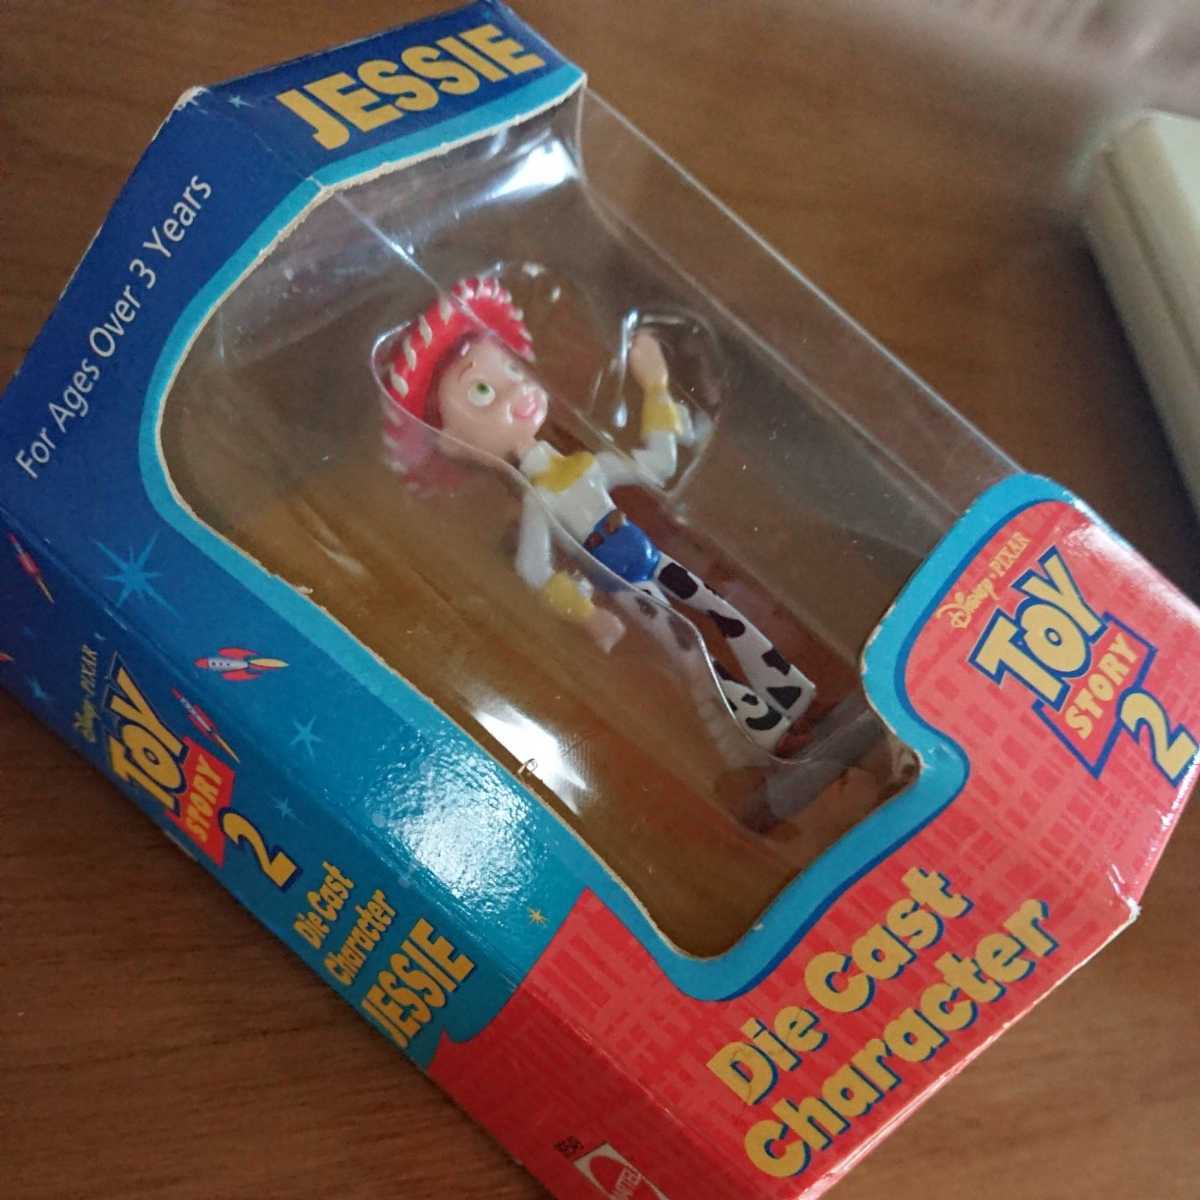 JESSIE
For Ages Over 3 Years
Disney•PIXAR
TOY
STORY
2
Die Cast
Character
Disney•PIXAR
TOY
STORY
2
Die Cast
Character
JESSIE
MATTEL